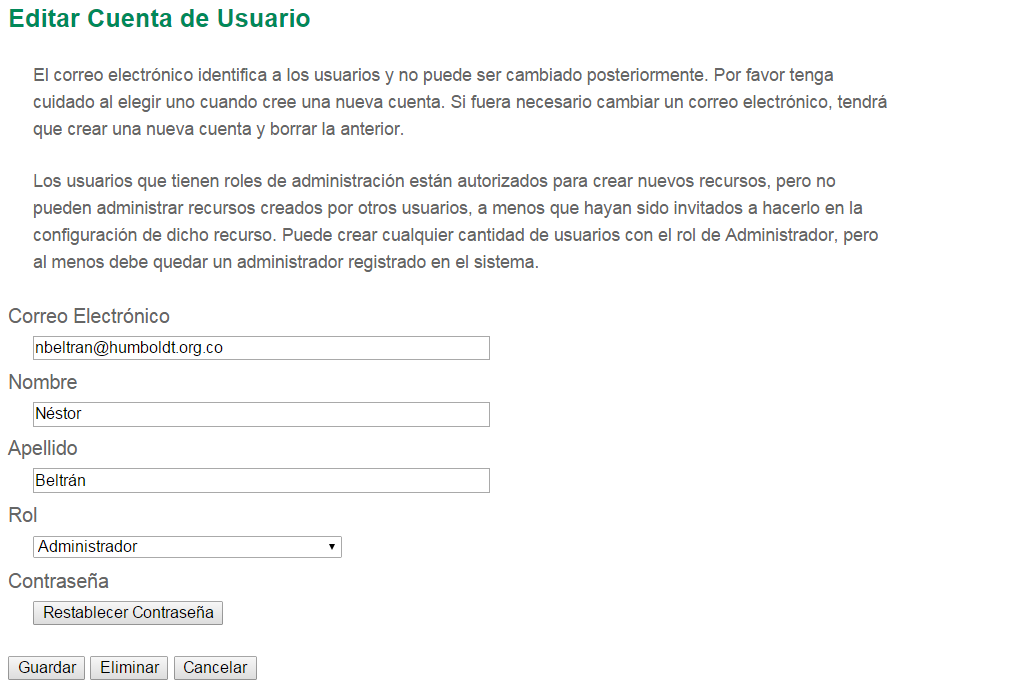 Editar Cuenta de Usuario
El correo electrónico identifica a los usuarios y no puede ser cambiado posteriormente. Por favor tenga
cuidado al elegir uno cuando cree una nueva cuenta. Si fuera necesario cambiar un correo electrónico, tendrá
que crear una nueva cuenta y borrar la anterior.
Los usuarios que tienen roles de administración están autorizados para crear nuevos recursos, pero no
pueden administrar recursos creados por otros usuarios, a menos que hayan sido invitados a hacerlo en la
configuración de dicho recurso. Puede crear cualquier cantidad de usuarios con el rol de Administrador, pero
al menos debe quedar un administrador registrado en el sistema.
Correo Electrónico
nbeltran@humboldt.org.co
Nombre
Néstor
Apellido
Beltrán
Rol
Administrador
Contraseña
Restablecer Contraseña
Guardar Eliminar Cancelar